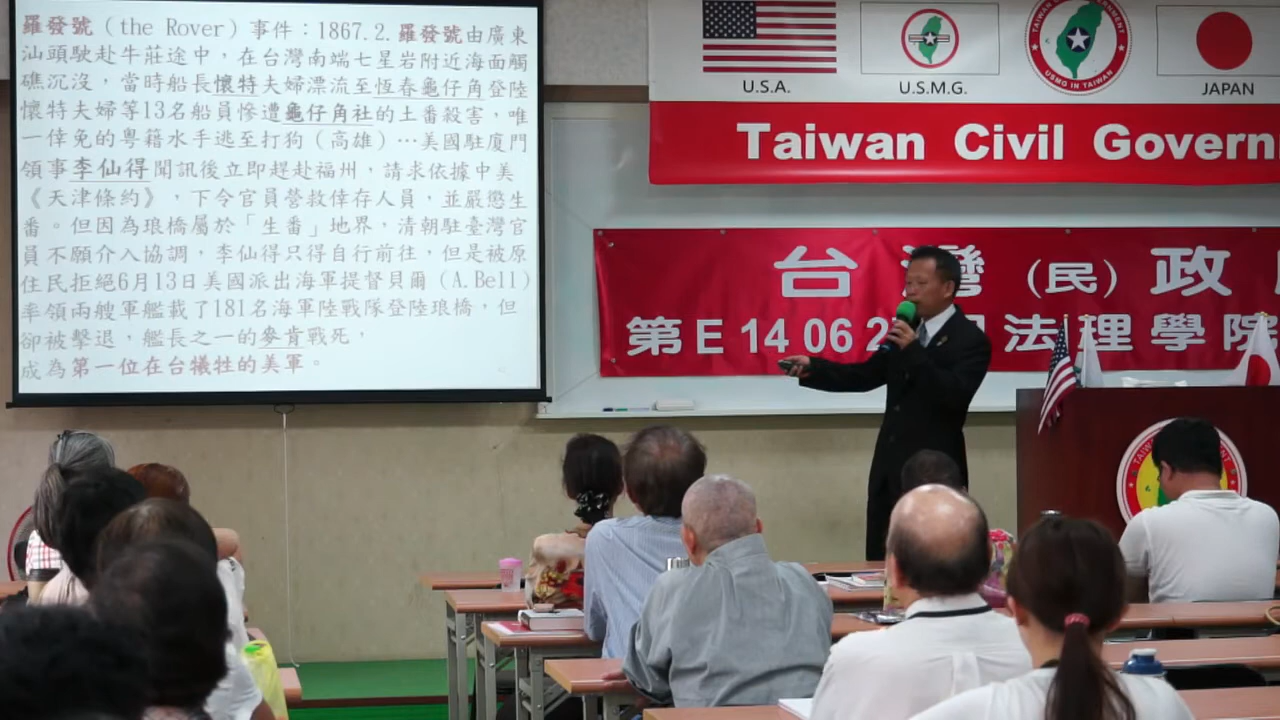 羅發號（the Rover）事件：1867.2.羅發號由廣東
汕頭駛赴牛莊途中，在台灣南端七星岩附近海面觸
礁沉沒，當時船長懷特夫婦漂流至恆春龜仔角登陸
懷特夫婦等13名船員慘遭龜仔角社的土番殺害，唯
一倖免的粵籍水手逃至打狗（高雄）…美國駐廈門
領事李仙得聞訊後立即趕赴福州，請求依據中美
《天津條約》，下令官員營救倖存人員，並嚴懲生
番。但因為琅橋屬於「生番」地界，清朝駐臺灣官
員不願介入協調，李仙得只得自行前往，但是被原
住民拒絕6月13日美國派出海軍提督貝爾（A.Bell）
率領兩艘軍艦載了181名海軍陸戰隊登陸琅橋，但
卻被擊退，艦長之一的麥肯戰死，
成為第一位在台犧牲的美軍。
U.S.A.
U.S.M.G.
USMG IN TAIWAN
JAPAN
Taiwan Civil Governm
台灣（民）政
第E 14 06 2 法理學院